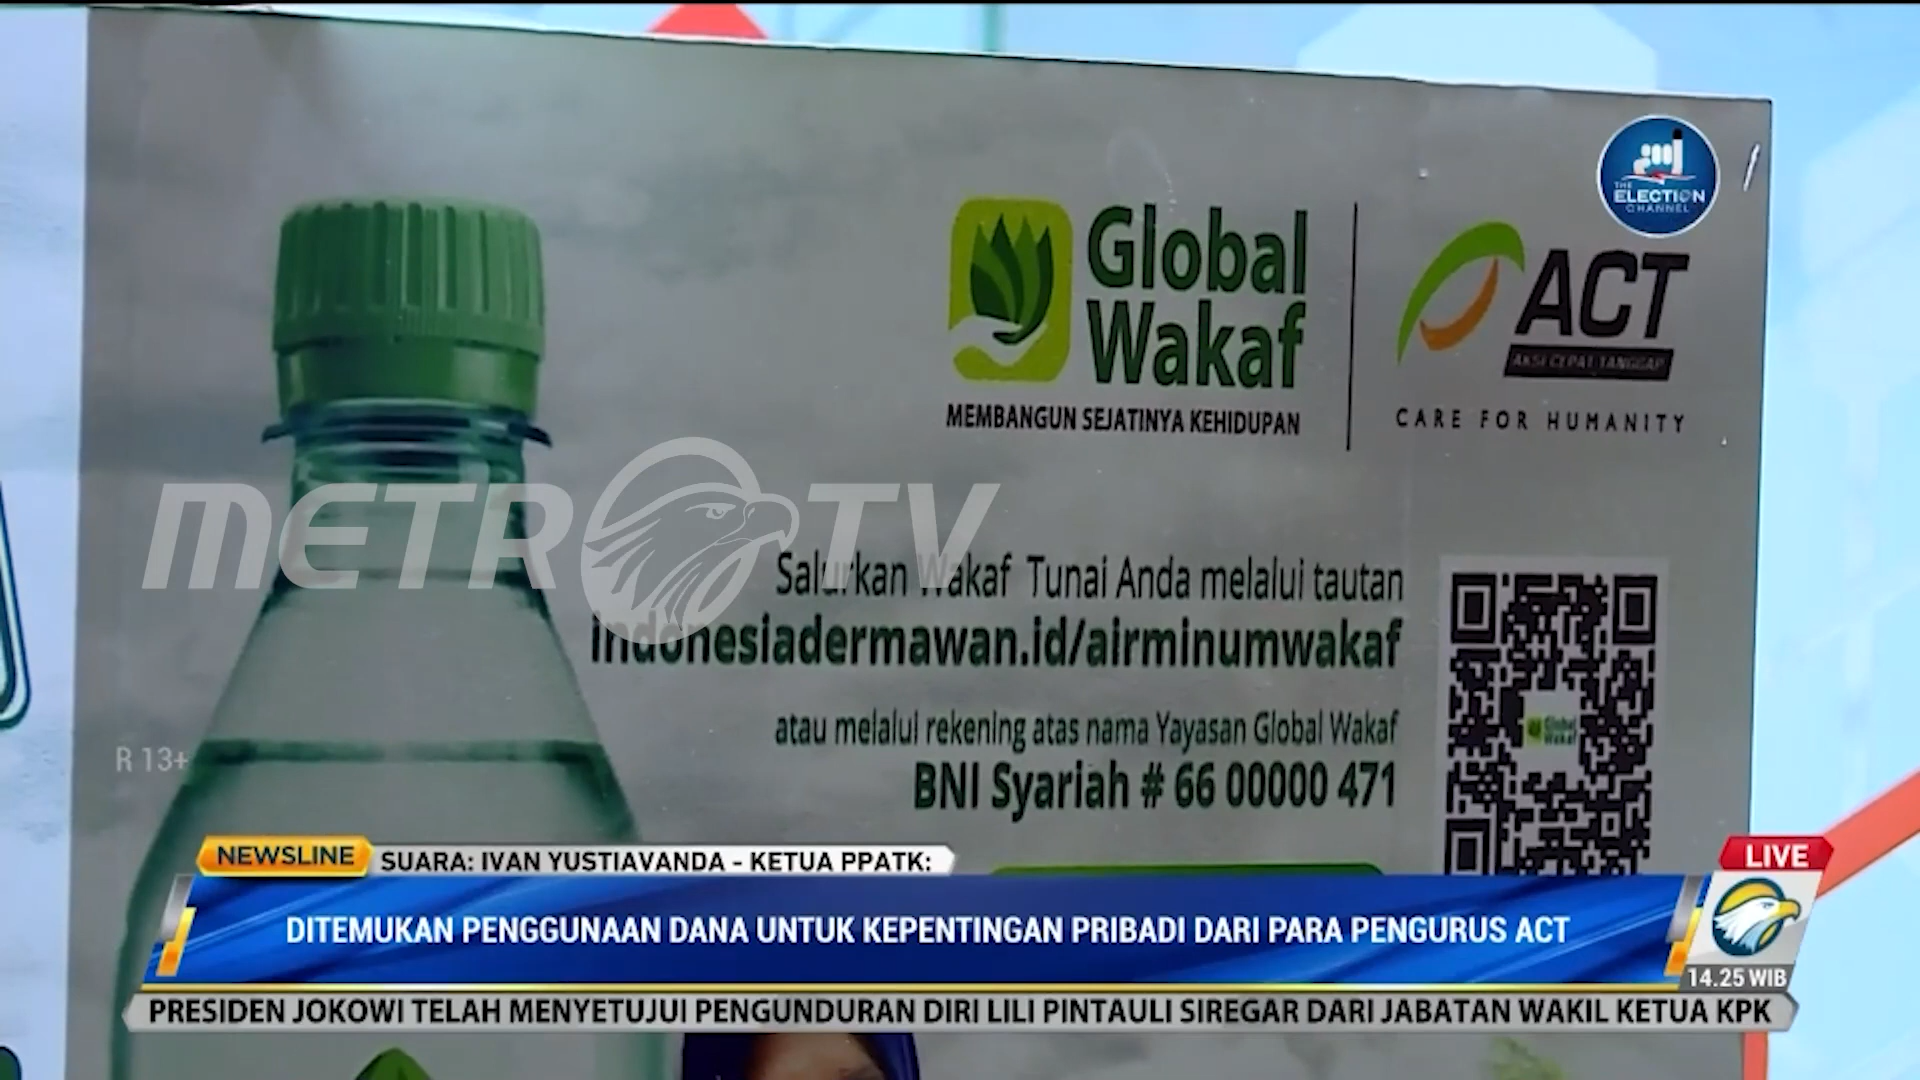 THE
ELECTION
CHANNEL
Global
Wakaf
MEMBANGUN SEJATINYA KEHIDUPAN
ACT
AKSI CEPAT TANGGAP
CARE FOR HUMANITY
METRO TV
Salurkan Wakaf Tunai Anda melalui tautan
indonesiadermawan.id/airminumwakaf
atau melalui rekening atas nama Yayasan Global Wakaf
BNI Syariah # 66 00000 471
Global
Wakaf
R 13+
NEWSLINE
SUARA: IVAN YUSTIAVANDA - KETUA PPATK:
LIVE
DITEMUKAN PENGGUNAAN DANA UNTUK KEPENTINGAN PRIBADI DARI PARA PENGURUS ACT
14.25 WIB
PRESIDEN JOKOWI TELAH MENYETUJUI PENGUNDURAN DIRI LILI PINTAULI SIREGAR DARI JABATAN WAKIL KETUA KPK